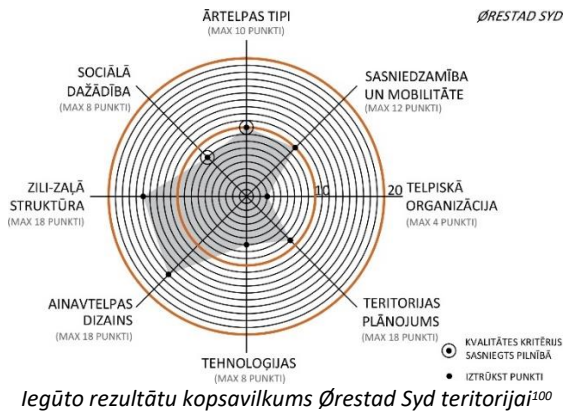 ĀRTELPAS TIPI
(MAX 10 PUNKTI)
ØRESTAD SYD
SOCIĀLĀ
DAŽĀDĪBA
(MAX 8 PUNKTI)
SASNIEDZAMĪBA
UN MOBILITĀTE
(MAX 12 PUNKTI)
ZILI-ZAĻĀ
STRUKTŪRA
(MAX 18 PUNKTI)
10
20
TELPISKĀ
ORGANIZĀCIJA
(MAX 4 PUNKTI)
AINAVTELPAS
DIZAINS
(MAX 18 PUNKTI)
TERITORIJAS
PLĀNOJUMS
(MAX 18 PUNKTI)
TEHNOLOĢIJAS
(MAX 8 PUNKTI)
KVALITĀTES KRITĒRIJS
SASNIEGTS PILNĪBĀ
IZTRŪKST PUNKTI
Iegūto rezultātu kopsavilkums Ørestad Syd teritorijai¹⁰⁰